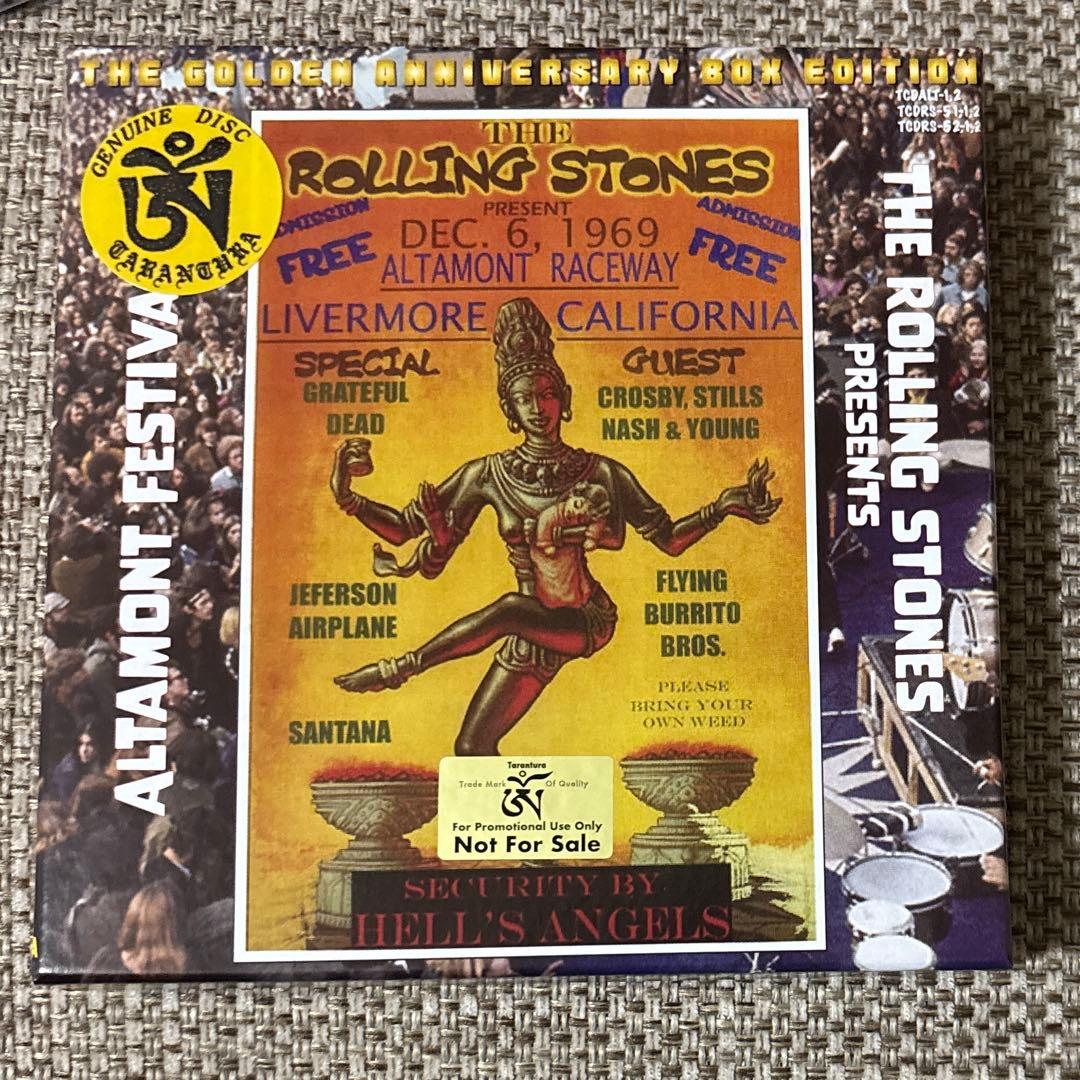 THE GOLDEN ANNIVERSARY BOX EDITION
TCDALT-1,2
TCDRS-51-1,2
TCDRS-52-1,2
GENUINE DISC
TARANTURA
ALTAMONT FESTIVA
THE ROLLING STONES
PRESENTS
THE
ROLLING STONES
PRESENT
DMISSION
FREE
DEC. 6, 1969
ADMISSION
FREE
ALTAMONT RACEWAY
LIVERMORE CALIFORNIA
SPECIAL GUEST
GRATEFUL
DEAD
CROSBY, STILLS
NASH & YOUNG
JEFERSON
AIRPLANE
FLYING
BURRITO
BROS.
PLEASE
BRING YOUR
OWN WEED
SANTANA
Tarantura
Trade Mark Of Quality
For Promotional Use Only
Not For Sale
SECURITY BY
HELL'S ANGELS